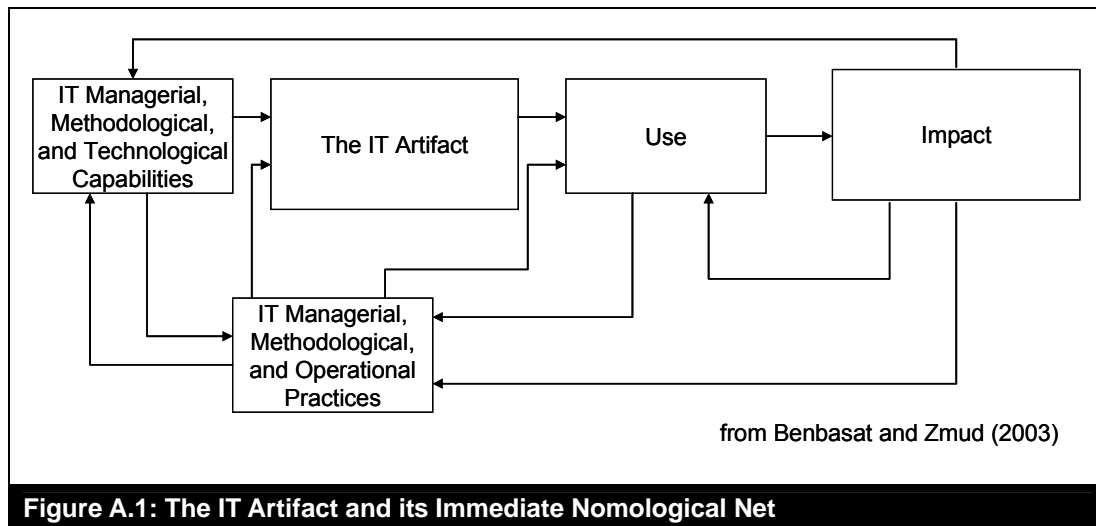 IT Managerial,
Methodological,
and Technological
Capabilities
The IT Artifact
Use
Impact
IT Managerial,
Methodological,
and Operational
Practices
from Benbasat and Zmud (2003)
Figure A.1: The IT Artifact and its Immediate Nomological Net